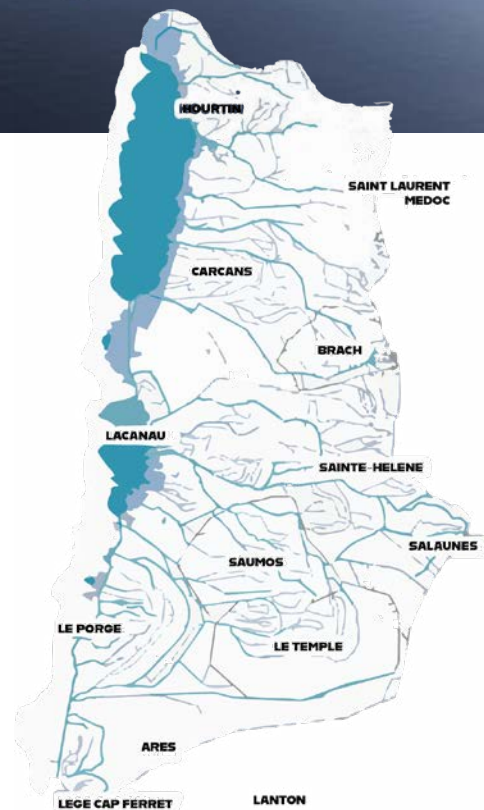 HOURTIN
SAINT LAURENT
MEDOC
CARCANS
BRACH
LACANAU
SAINTE-HELENE
SALAUNES
SAUMOS
LE PORGE
LE TEMPLE
ARES
LEGE CAP FERRET
LANTON